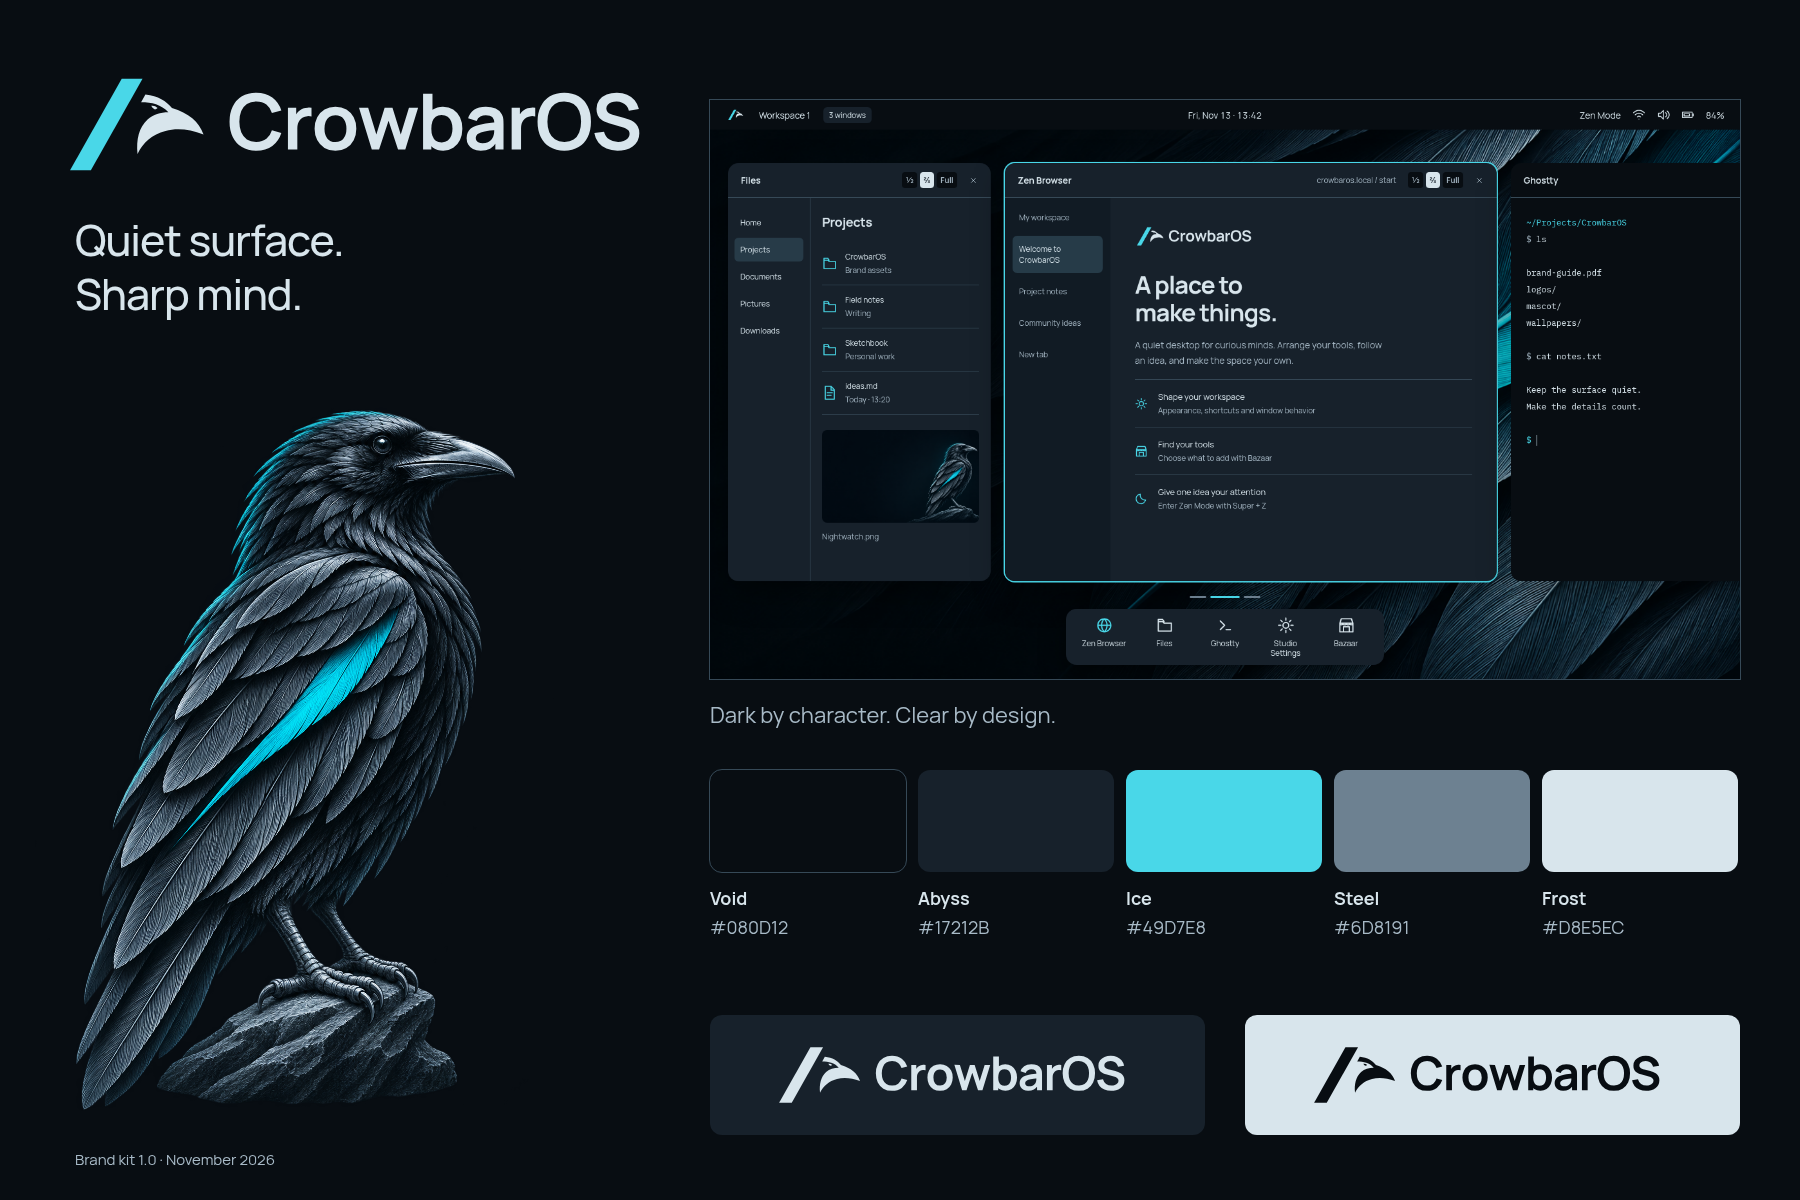 CrowbarOS
Quiet surface.
Sharp mind.
Brand kit 1.0 · November 2026
Workspace 1
3 windows
Fri, Nov 13 · 13:42
Zen Mode
84%
Files
½
⅔
Full
×
Home
Projects
Documents
Pictures
Downloads
Projects
CrowbarOS
Brand assets
Field notes
Writing
Sketchbook
Personal work
ideas.md
Today · 13:20
Nightwatch.png
Zen Browser
crowbaros.local / start
½
⅔
Full
×
My workspace
Welcome to
CrowbarOS
Project notes
Community ideas
New tab
CrowbarOS
A place to
make things.
A quiet desktop for curious minds. Arrange your tools, follow
an idea, and make the space your own.
Shape your workspace
Appearance, shortcuts and window behavior
Find your tools
Choose what to add with Bazaar
Give one idea your attention
Enter Zen Mode with Super + Z
Ghostty
~/Projects/CrowbarOS
$ ls
brand-guide.pdf
logos/
mascot/
wallpapers/
$ cat notes.txt
Keep the surface quiet.
Make the details count.
$
Zen Browser
Files
Ghostty
Studio
Settings
Bazaar
Dark by character. Clear by design.
Void
#080D12
Abyss
#17212B
Ice
#49D7E8
Steel
#6D8191
Frost
#D8E5EC
CrowbarOS
CrowbarOS